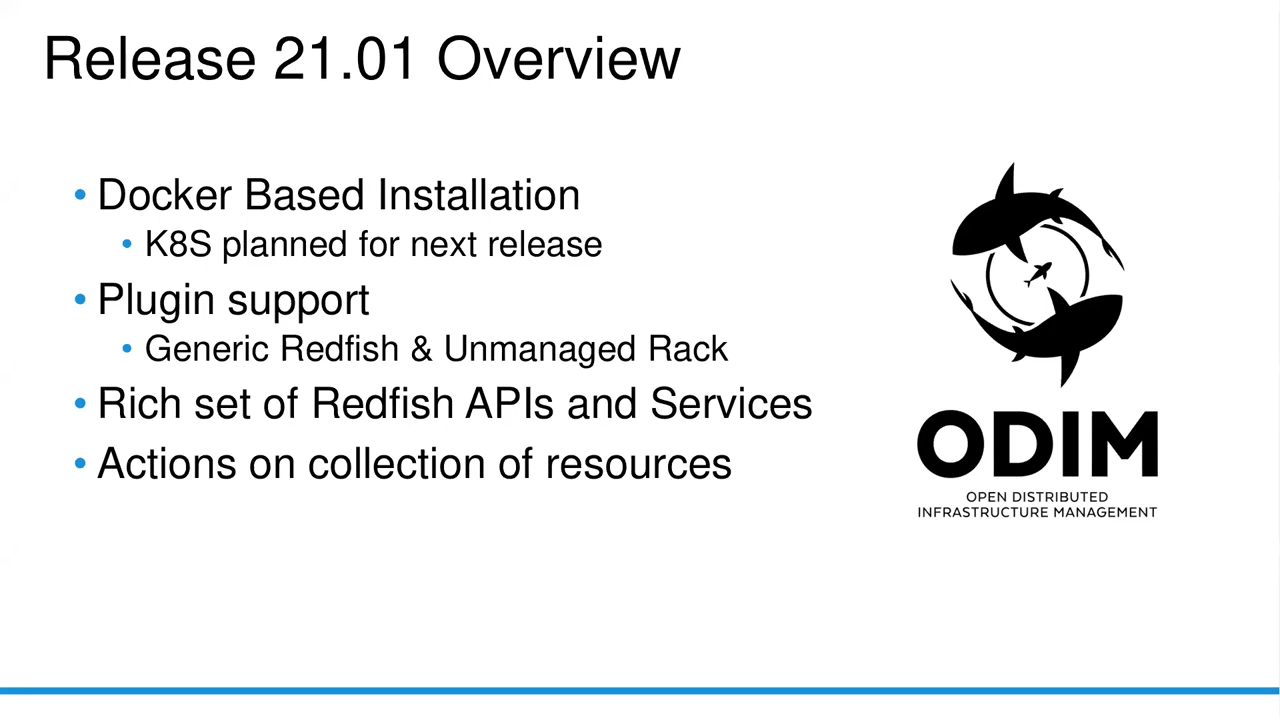 Release 21.01 Overview
• Docker Based Installation
• K8S planned for next release
• Plugin support
• Generic Redfish & Unmanaged Rack
• Rich set of Redfish APIs and Services
• Actions on collection of resources
ODIM
OPEN DISTRIBUTED
INFRASTRUCTURE MANAGEMENT